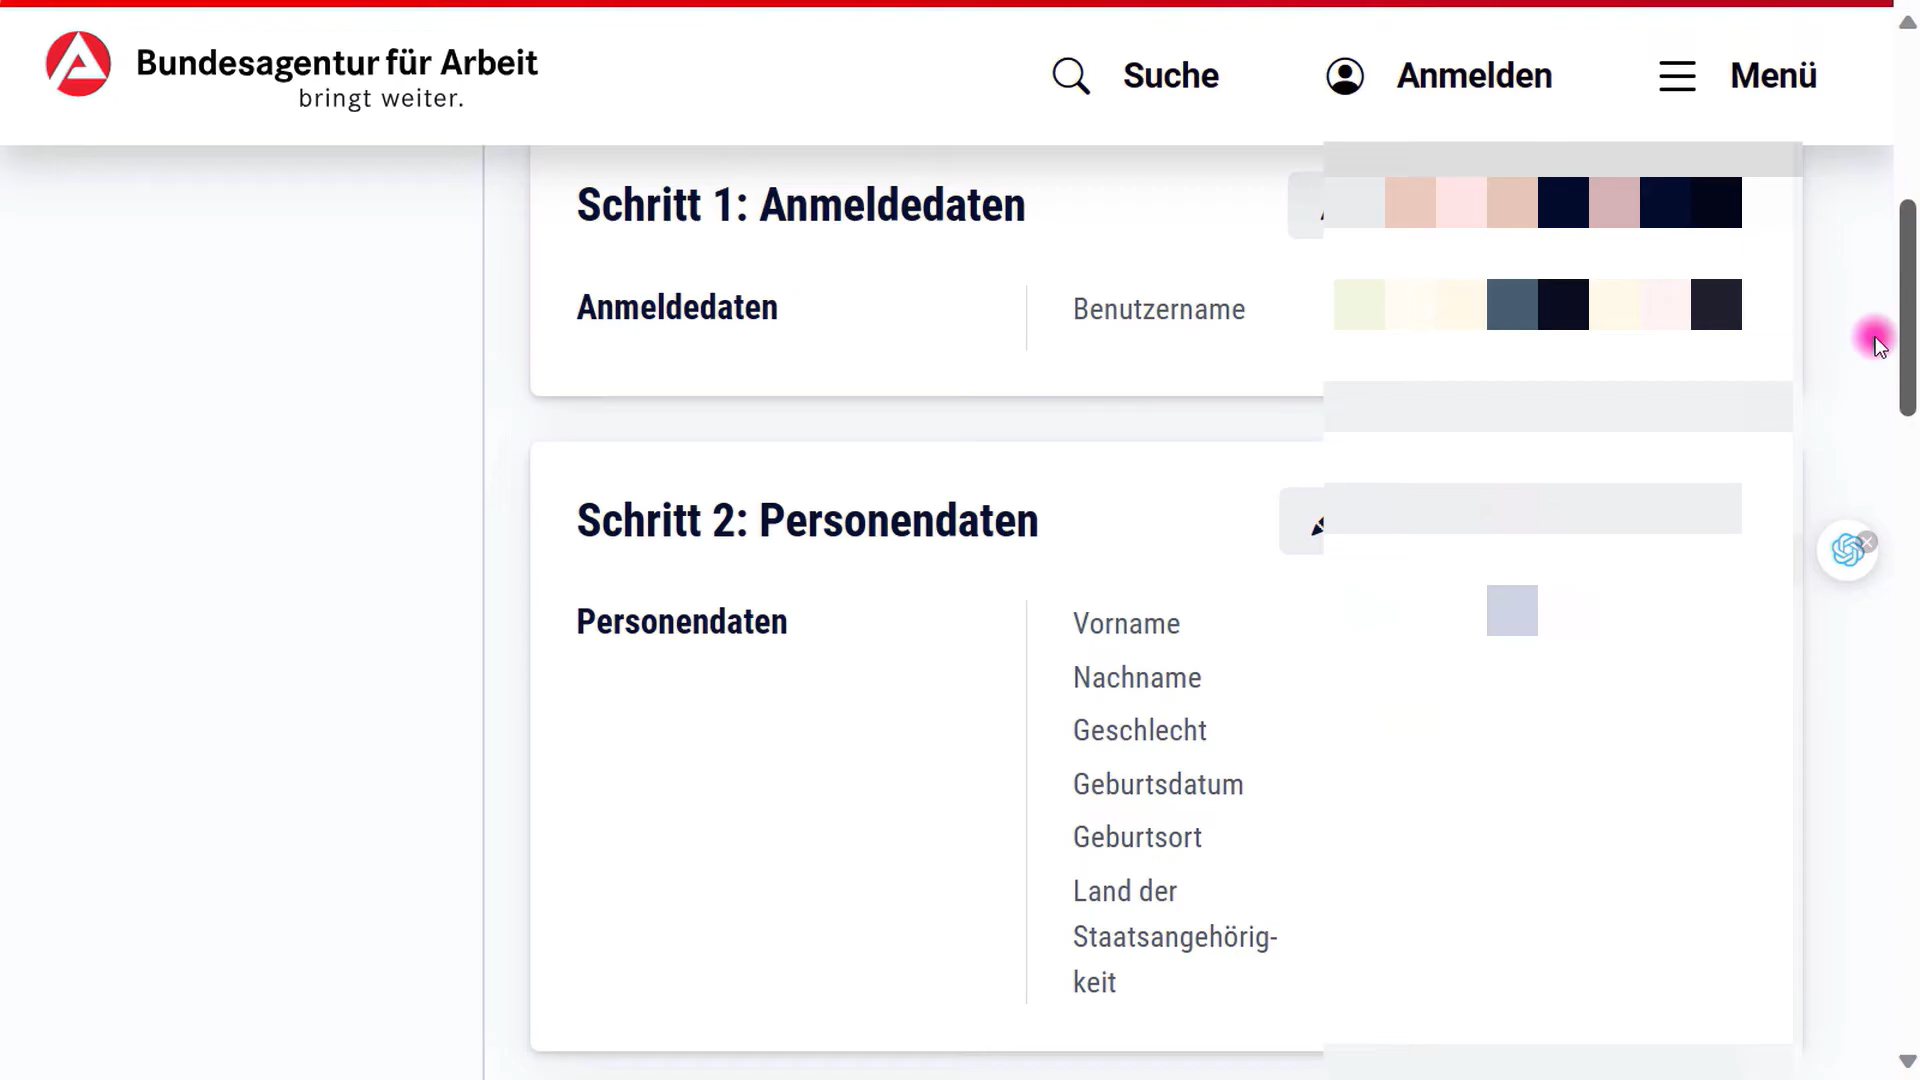 Bundesagentur für Arbeit
bringt weiter.
Suche
Anmelden
Menü
Schritt 1: Anmeldedaten
Anmeldedaten
Benutzername
Schritt 2: Personendaten
Personendaten
Vorname
Nachname
Geschlecht
Geburtsdatum
Geburtsort
Land der
Staatsangehörig-
keit